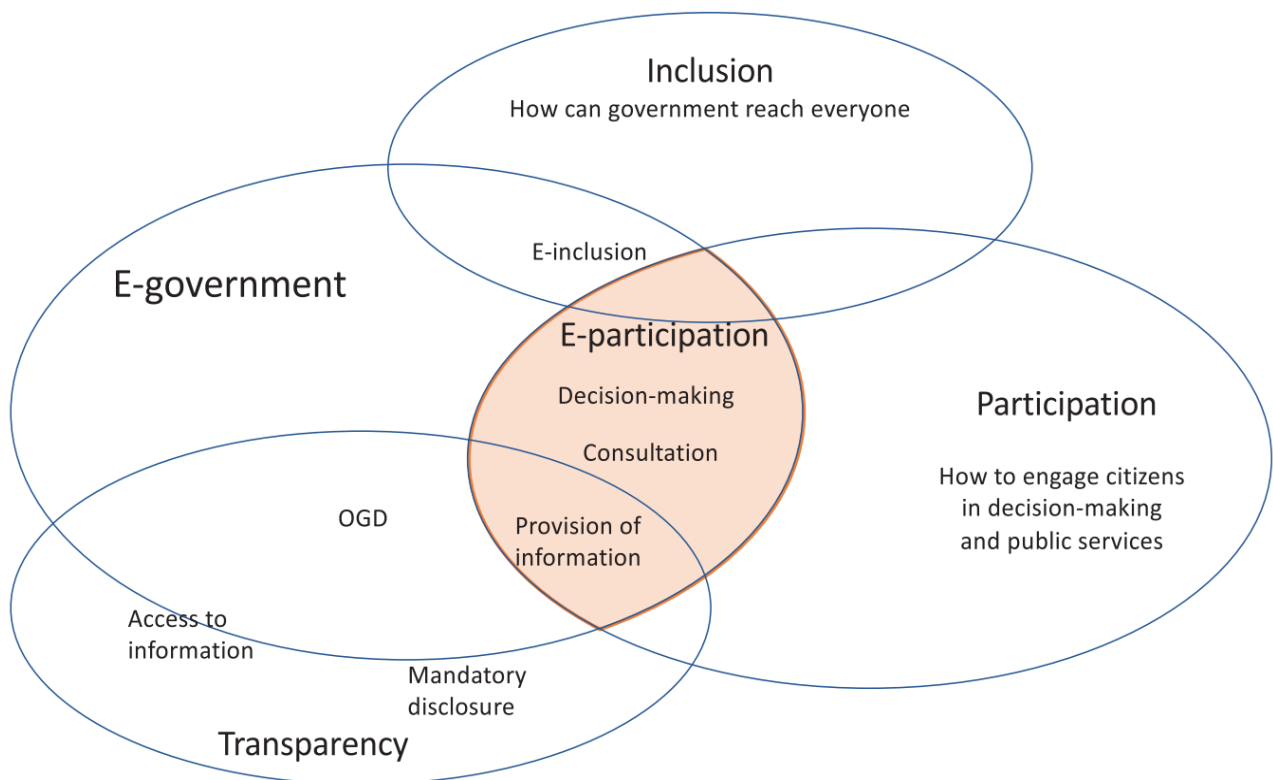 Inclusion
How can government reach everyone
E-inclusion
E-government
E-participation
Decision-making
Consultation
Participation
How to engage citizens
in decision-making
and public services
OGD
Provision of
information
Access to
information
Mandatory
disclosure
Transparency